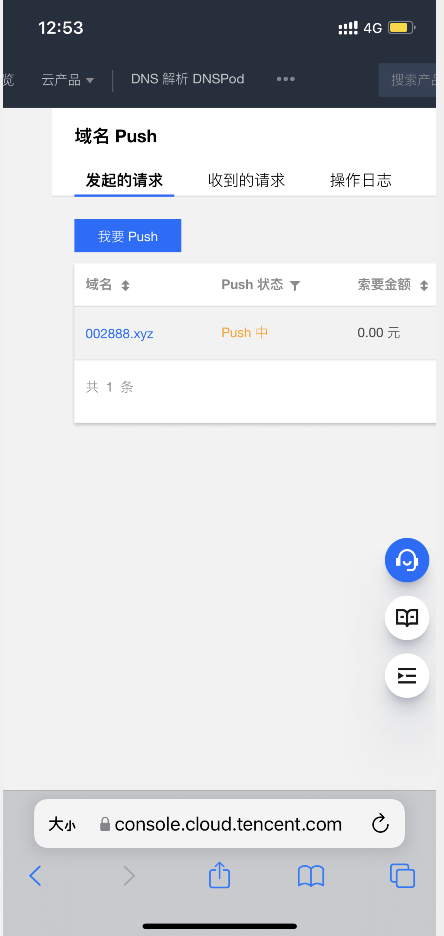 12:53 4G
览 云产品 DNS 解析 DNSPod ••• 搜索产品
域名 Push
发起的请求 收到的请求 操作日志
我要 Push
域名 Push 状态 索要金额
002888.xyz Push 中 0.00 元
共 1 条
大小 console.cloud.tencent.com